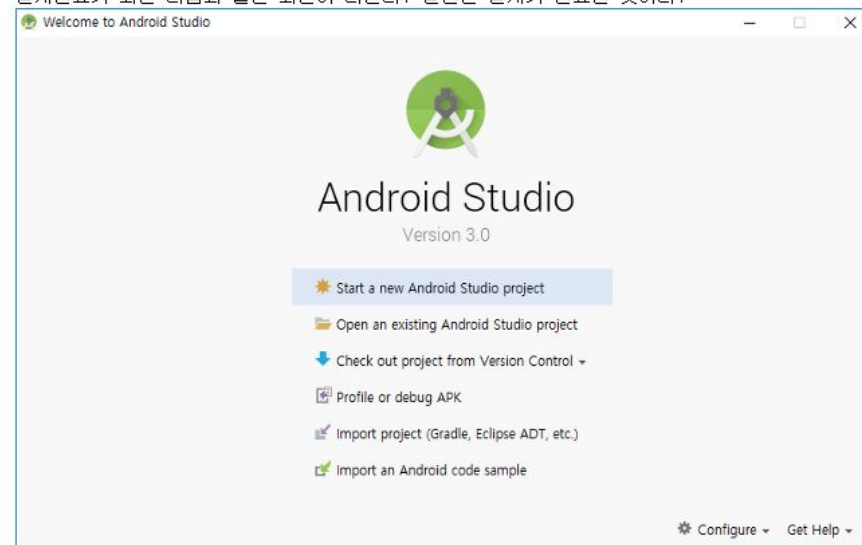 Welcome to Android Studio
Android Studio
Version 3.0
Start a new Android Studio project
Open an existing Android Studio project
Check out project from Version Control
Profile or debug APK
Import project (Gradle, Eclipse ADT, etc.)
Import an Android code sample
Configure
Get Help